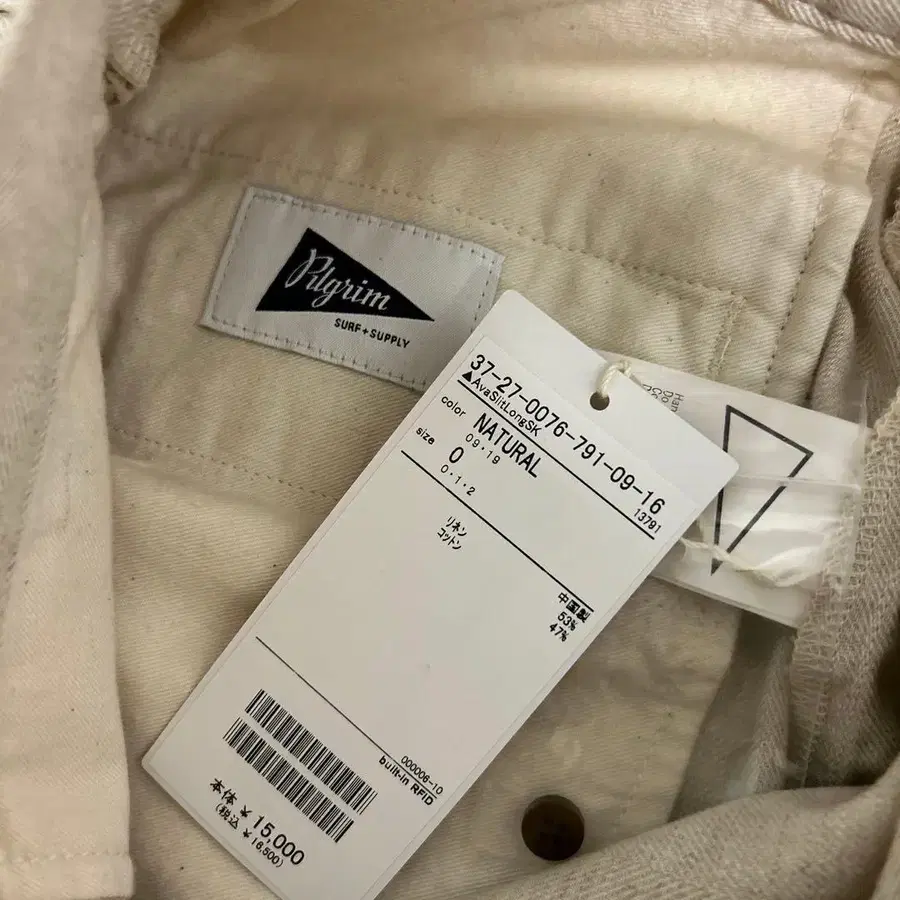 Pilgrim
SURF+SUPPLY
37-27-0076-791-09-16
▲AvaSlitLongSK
13791
color
NATURAL
09・19
size
0
0・1・2
中国製
リネン 53%
コットン 47%
000006-10
built-in RFID
本体 ¥ 15,000
(税込 ¥ 16,500)